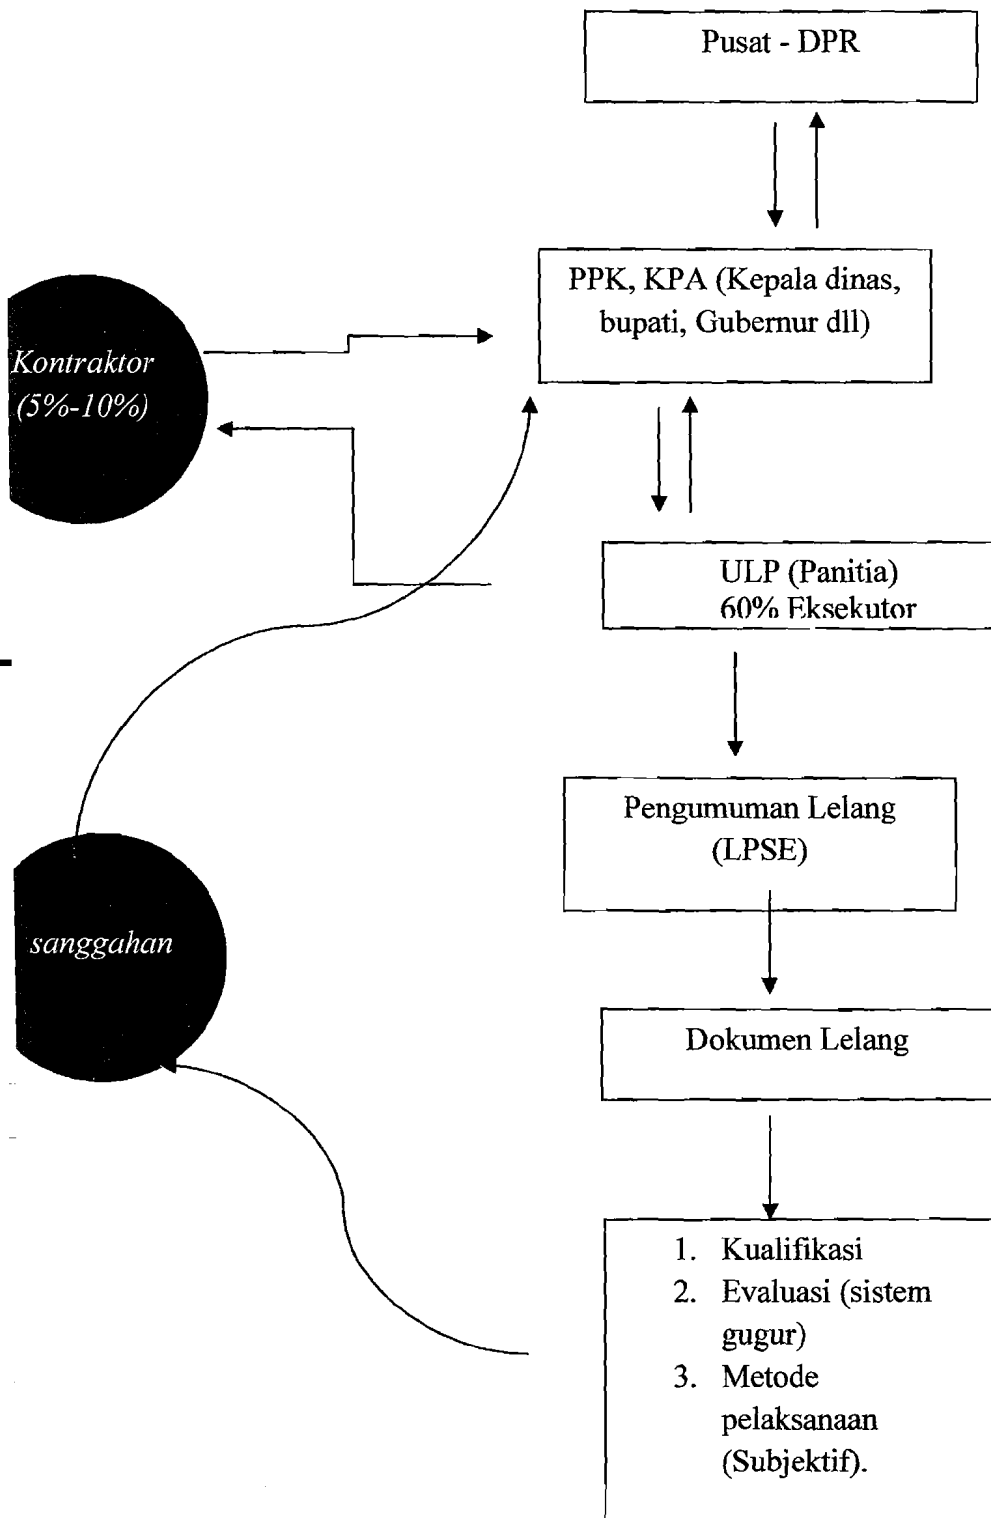 Pusat - DPR
PPK, KPA (Kepala dinas,
bupati, Gubernur dll)
Kontraktor
(5%-10%)
ULP (Panitia)
60% Eksekutor
Pengumuman Lelang
(LPSE)
sanggahan
Dokumen Lelang
1. Kualifikasi
2. Evaluasi (sistem
gugur)
3. Metode
pelaksanaan
(Subjektif).